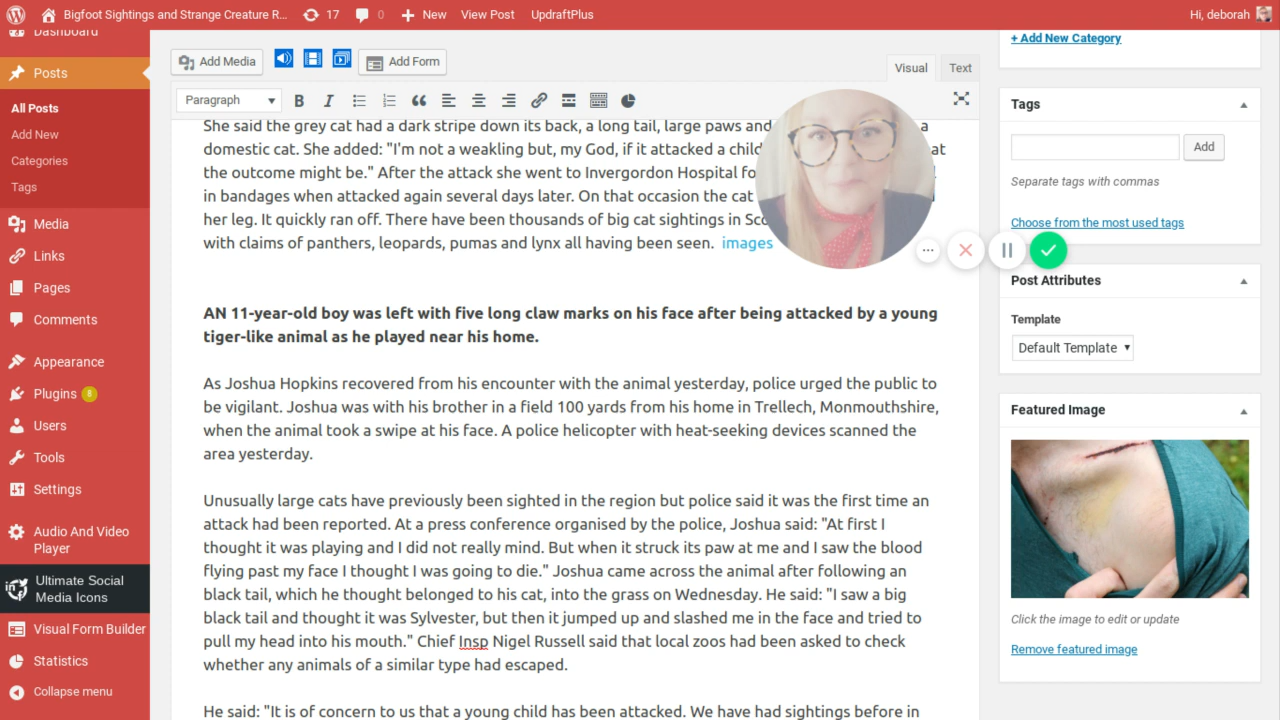 Bigfoot Sightings and Strange Creature R...
17
0
New
View Post
UpdraftPlus
Hi, deborah
Dashboard
Posts
All Posts
Add New
Categories
Tags
Media
Links
Pages
Comments
Appearance
Plugins 8
Users
Tools
Settings
Audio And Video
Player
Ultimate Social
Media Icons
Visual Form Builder
Statistics
Collapse menu
Add Media
Add Form
Visual
Text
Paragraph
She said the grey cat had a dark stripe down its back, a long tail, large paws and a
domestic cat. She added: "I'm not a weakling but, my God, if it attacked a child at
the outcome might be." After the attack she went to Invergordon Hospital
in bandages when attacked again several days later. On that occasion the cat
her leg. It quickly ran off. There have been thousands of big cat sightings in
with claims of panthers, leopards, pumas and lynx all having been seen. images
AN 11-year-old boy was left with five long claw marks on his face after being attacked by a young
tiger-like animal as he played near his home.
As Joshua Hopkins recovered from his encounter with the animal yesterday, police urged the public to
be vigilant. Joshua was with his brother in a field 100 yards from his home in Trellech, Monmouthshire,
when the animal took a swipe at his face. A police helicopter with heat-seeking devices scanned the
area yesterday.
Unusually large cats have previously been sighted in the region but police said it was the first time an
attack had been reported. At a press conference organised by the police, Joshua said: "At first I
thought it was playing and I did not really mind. But when it struck its paw at me and I saw the blood
flying past my face I thought I was going to die." Joshua came across the animal after following an
black tail, which he thought belonged to his cat, into the grass on Wednesday. He said: "I saw a big
black tail and thought it was Sylvester, but then it jumped up and slashed me in the face and tried to
pull my head into his mouth." Chief Insp Nigel Russell said that local zoos had been asked to check
whether any animals of a similar type had escaped.
He said: "It is of concern to us that a young child has been attacked. We have had sightings before in
+ Add New Category
Tags
Add
Separate tags with commas
Choose from the most used tags
Post Attributes
Template
Default Template
Featured Image
Click the image to edit or update
Remove featured image